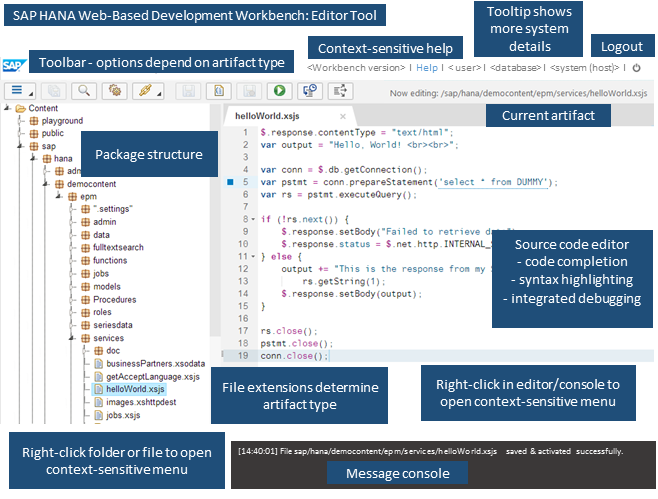 SAP HANA Web-Based Development Workbench: Editor Tool
Tooltip shows
more system
details
Context-sensitive help
Logout
SAP
Toolbar - options depend on artifact type
<Workbench version> I Help I <user> I <database> I <system (host)> I
Now editing: /sap/hana/democontent/epm/services/helloWorld.xsjs
Content
playground
public
sap
hana
democontent
epm
".settings"
admin
data
fulltextsearch
functions
jobs
models
Procedures
roles
seriesdata
services
doc
businessPartners.xsodata
getAcceptLanguage.xsjs
helloWorld.xsjs
images.xshttpdest
jobs.xsjs
Package structure
helloWorld.xsjs ×
Current artifact
1 $.response.contentType = "text/html";
2 var output = "Hello, World! <br><br>";
3
4 var conn = $.db.getConnection();
5 var pstmt = conn.prepareStatement('select * from DUMMY');
6 var rs = pstmt.executeQuery();
7
8 if (!rs.next()) {
9 $.response.setBody("Failed to retrieve
10 $.response.status = $.net.http.INTERNAL_
11 } else {
12 output += "This is the response from my
13 rs.getString(1);
14 $.response.setBody(output);
15 }
16
17 rs.close();
18 pstmt.close();
19 conn.close();
Source code editor
- code completion
- syntax highlighting
- integrated debugging
File extensions determine
artifact type
Right-click in editor/console to
open context-sensitive menu
Right-click folder or file to open
context-sensitive menu
[14:40:01] File sap/hana/democontent/epm/services/helloWorld.xsjs saved & activated successfully.
Message console